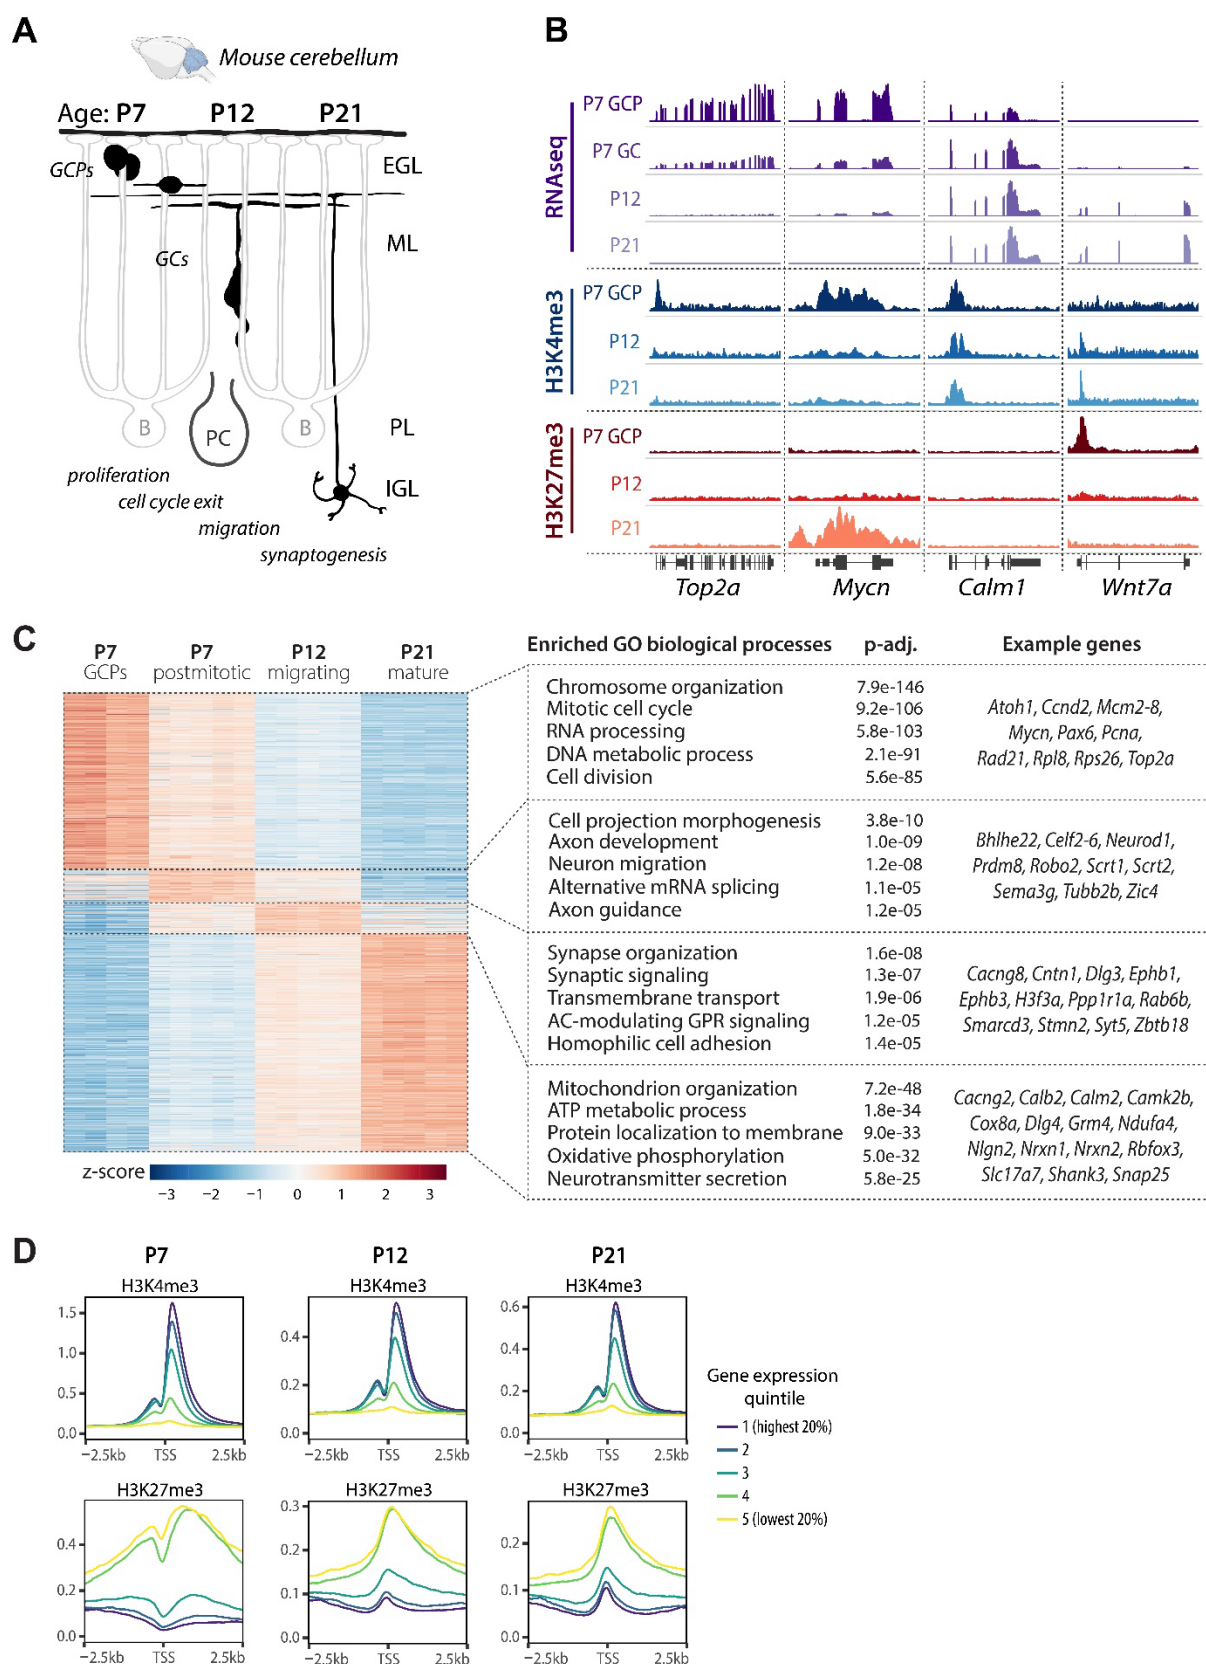 A
Mouse cerebellum
Age: P7 P12 P21
GCPs
EGL
ML
GCs
B
PC
B
PL
IGL
proliferation
cell cycle exit
migration
synaptogenesis
B
RNAseq
P7 GCP
P7 GC
P12
P21
H3K4me3
P7 GCP
P12
P21
H3K27me3
P7 GCP
P12
P21
Top2a Mycn Calm1 Wnt7a
C
P7 P7 P12 P21
GCPs postmitotic migrating mature
z-score
−3 −2 −1 0 1 2 3
Enriched GO biological processes p-adj. Example genes
Chromosome organization 7.9e-146
Mitotic cell cycle 9.2e-106
RNA processing 5.8e-103
DNA metabolic process 2.1e-91
Cell division 5.6e-85
Atoh1, Ccnd2, Mcm2-8,
Mycn, Pax6, Pcna,
Rad21, Rpl8, Rps26, Top2a
Cell projection morphogenesis 3.8e-10
Axon development 1.0e-09
Neuron migration 1.2e-08
Alternative mRNA splicing 1.1e-05
Axon guidance 1.2e-05
Bhlhe22, Celf2-6, Neurod1,
Prdm8, Robo2, Scrt1, Scrt2,
Sema3g, Tubb2b, Zic4
Synapse organization 1.6e-08
Synaptic signaling 1.3e-07
Transmembrane transport 1.9e-06
AC-modulating GPR signaling 1.2e-05
Homophilic cell adhesion 1.4e-05
Cacng8, Cntn1, Dlg3, Ephb1,
Ephb3, H3f3a, Ppp1r1a, Rab6b,
Smarcd3, Stmn2, Syt5, Zbtb18
Mitochondrion organization 7.2e-48
ATP metabolic process 1.8e-34
Protein localization to membrane 9.0e-33
Oxidative phosphorylation 5.0e-32
Neurotransmitter secretion 5.8e-25
Cacng2, Calb2, Calm2, Camk2b,
Cox8a, Dlg4, Grm4, Ndufa4,
Nlgn2, Nrxn1, Nrxn2, Rbfox3,
Slc17a7, Shank3, Snap25
D
P7 P12 P21
H3K4me3 H3K4me3 H3K4me3
1.5
1.0
0.5
0.0
−2.5kb TSS 2.5kb
0.4
0.2
0.0
−2.5kb TSS 2.5kb
0.6
0.4
0.2
0.0
−2.5kb TSS 2.5kb
H3K27me3 H3K27me3 H3K27me3
0.4
0.2
0.0
−2.5kb TSS 2.5kb
0.3
0.2
0.1
0.0
−2.5kb TSS 2.5kb
0.2
0.1
0.0
−2.5kb TSS 2.5kb
Gene expression
quintile
1 (highest 20%)
2
3
4
5 (lowest 20%)